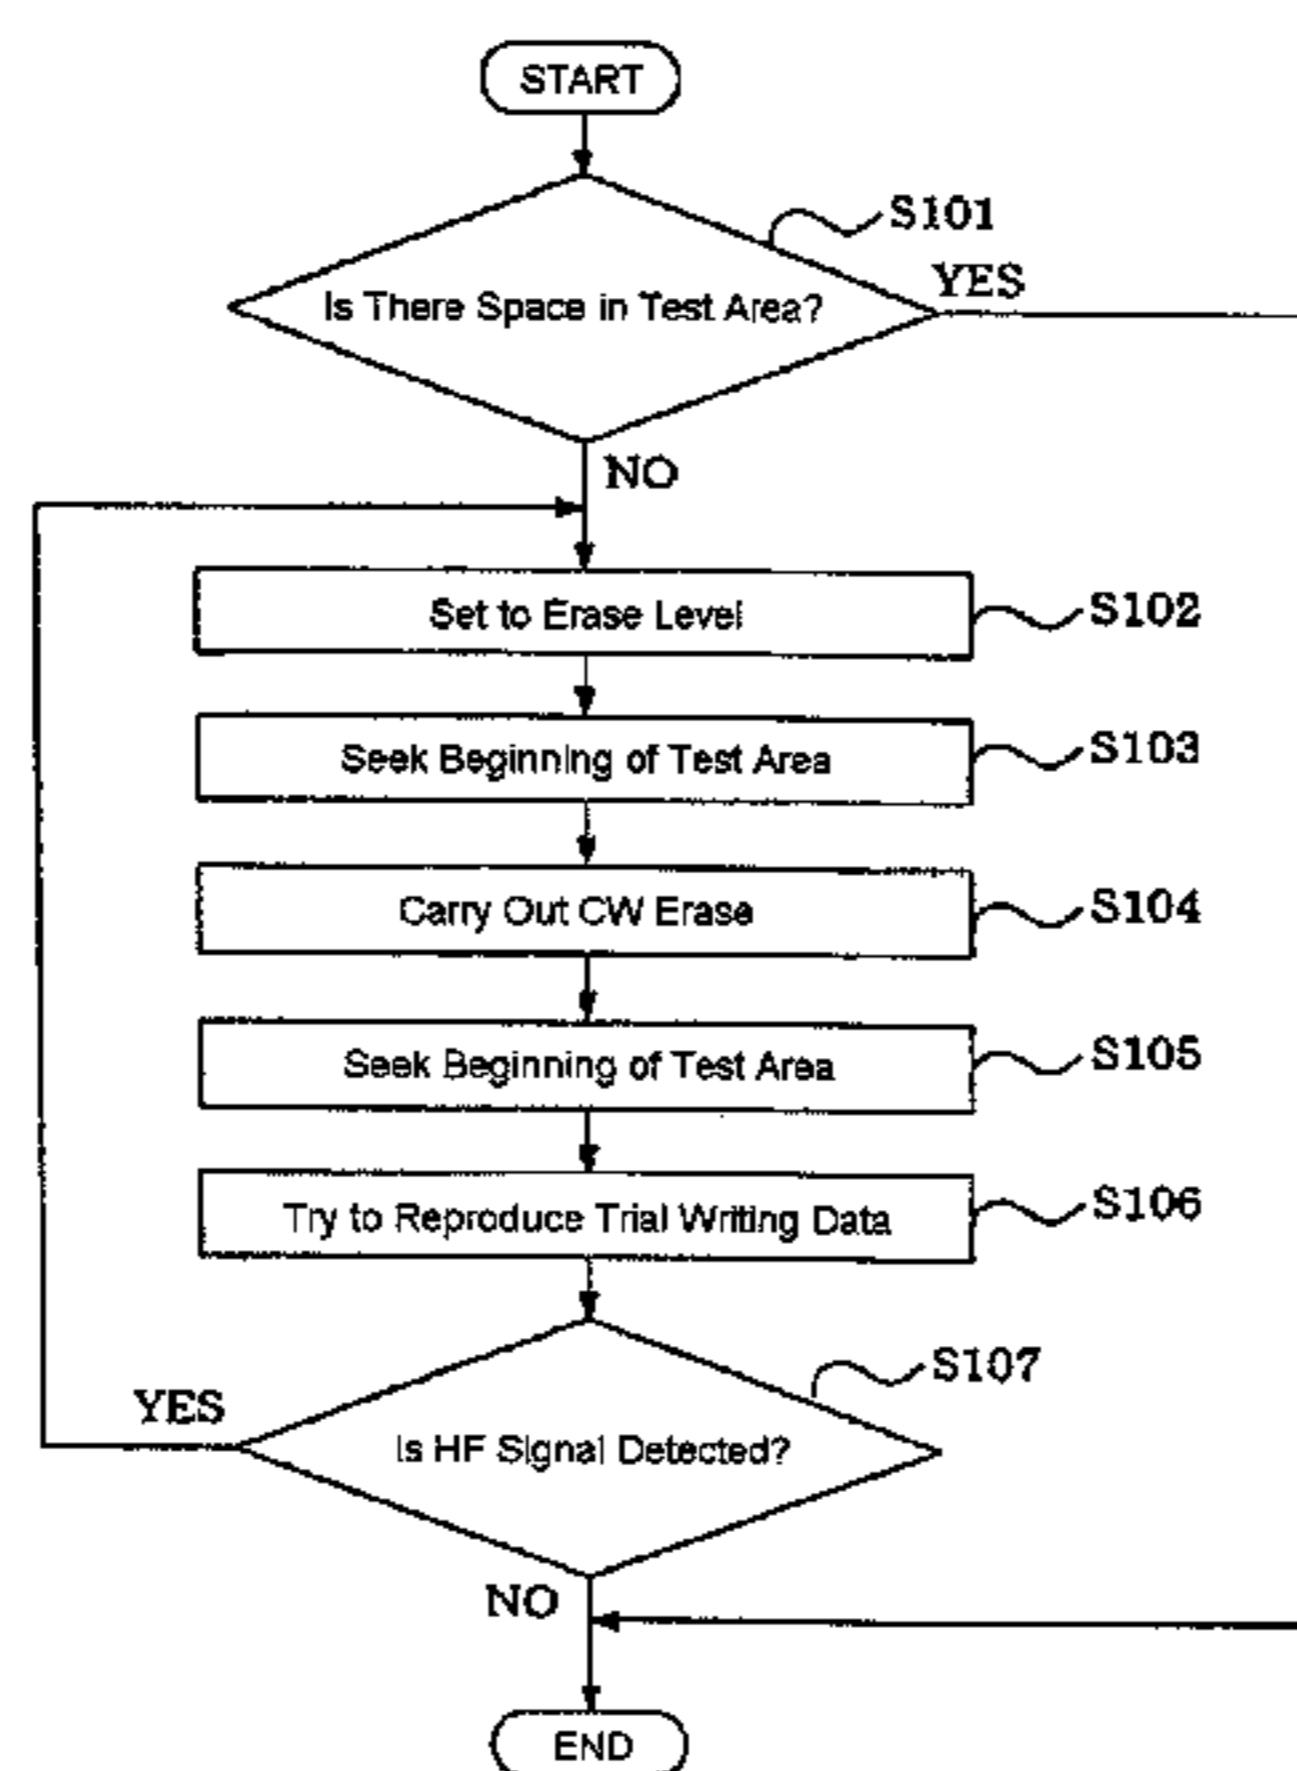 START
S101
YES
Is There Space in Test Area?
NO
Set to Erase Level
S102
Seek Beginning of Test Area
S103
Carry Out CW Erase
S104
Seek Beginning of Test Area
S105
Try to Reproduce Trial Writing Data
S106
S107
YES
Is HF Signal Detected?
NO
END